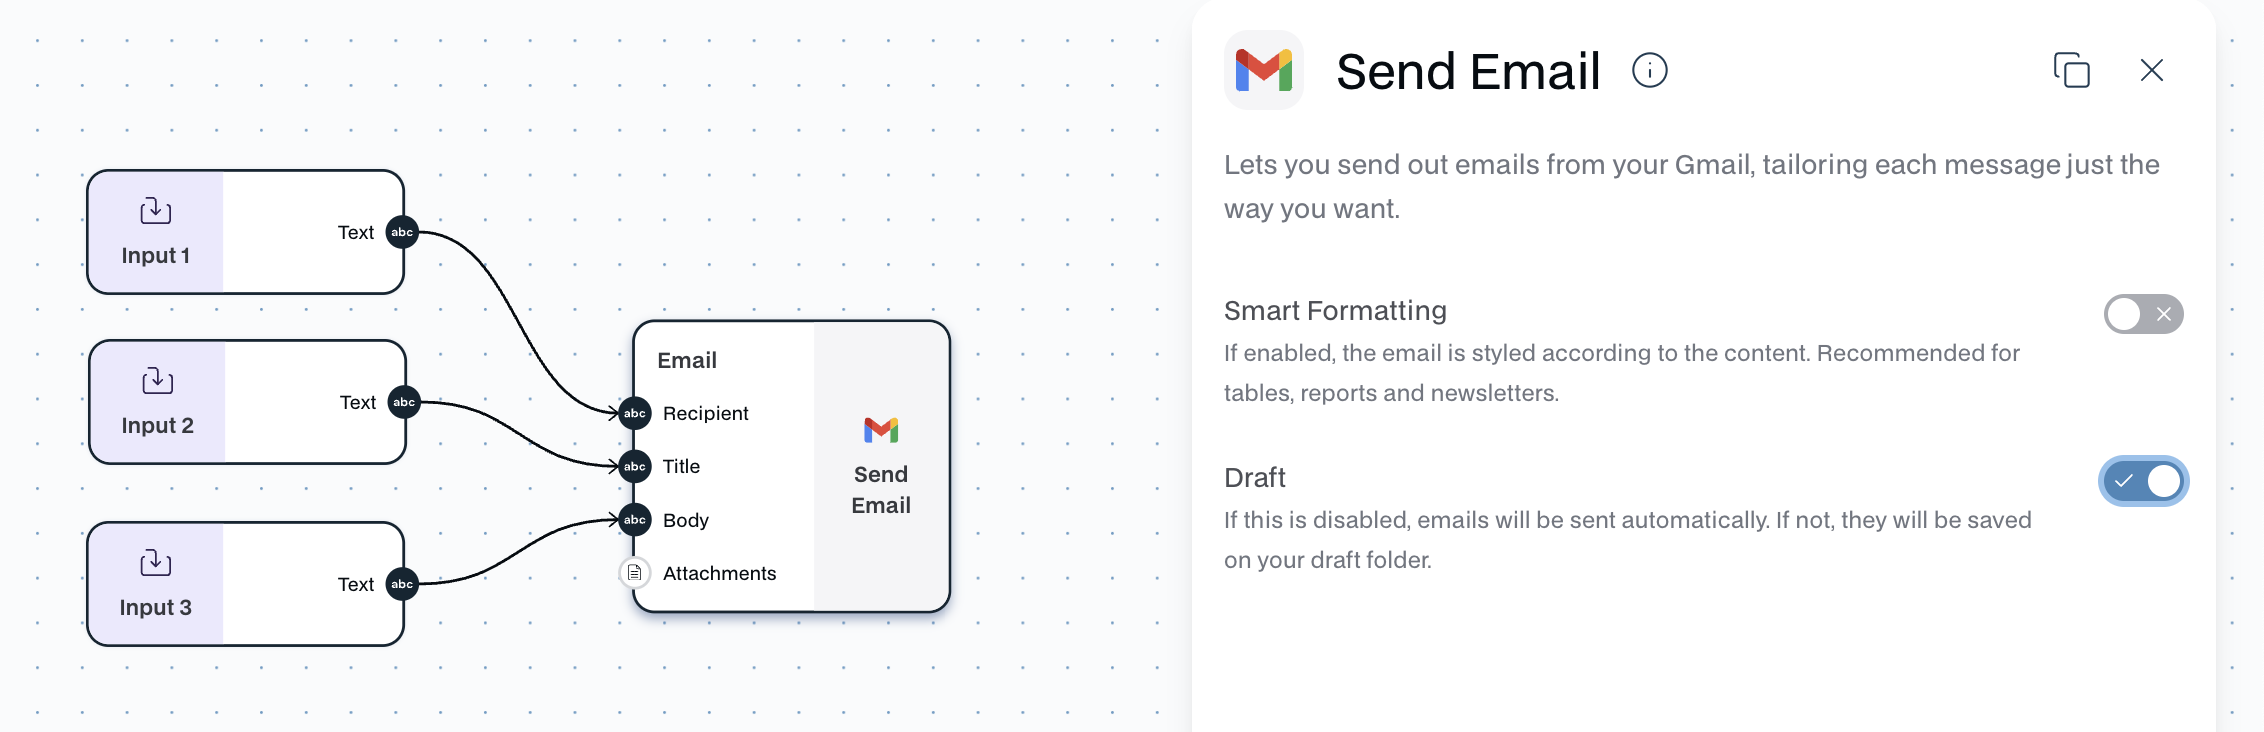 Input 1
Text
abc
Input 2
Text
abc
Input 3
Text
abc
Email
abc
Recipient
abc
Title
abc
Body
Attachments
Send
Email
Send Email
Lets you send out emails from your Gmail, tailoring each message just the
way you want.
Smart Formatting
If enabled, the email is styled according to the content. Recommended for
tables, reports and newsletters.
Draft
If this is disabled, emails will be sent automatically. If not, they will be saved
on your draft folder.